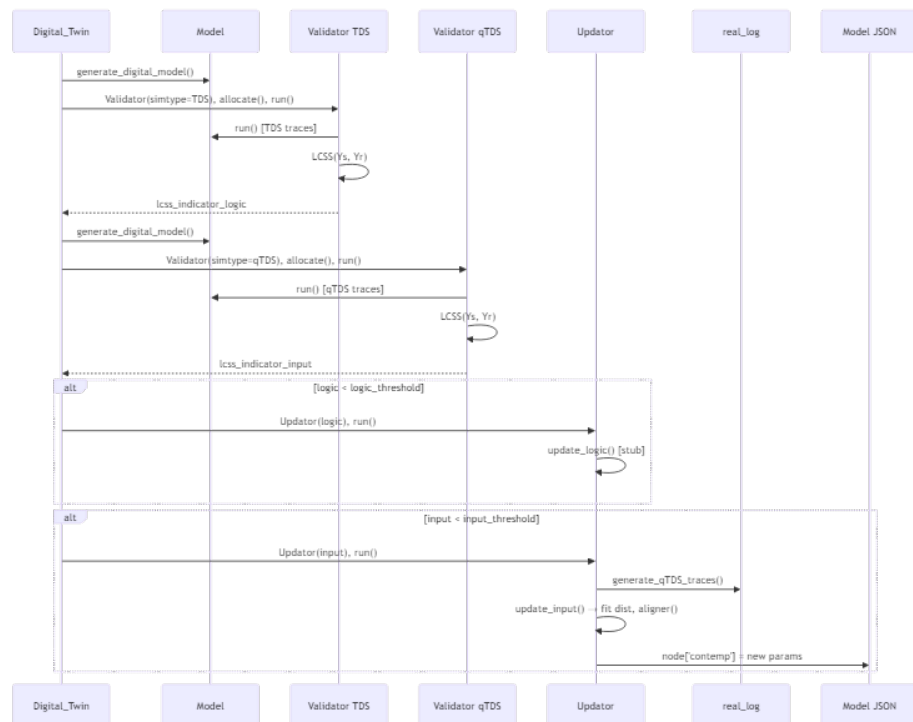 Digital_Twin
Model
Validator TDS
Validator qTDS
Updator
real_log
Model JSON
generate_digital_model()
Validator(simtype=TDS), allocate(), run()
run() [TDS traces]
LCSS(Ys, Yr)
lcss_indicator_logic
generate_digital_model()
Validator(simtype=qTDS), allocate(), run()
run() [qTDS traces]
LCSS(Ys, Yr)
lcss_indicator_input
alt
[logic < logic_threshold]
Updator(logic), run()
update_logic() [stub]
alt
[input < input_threshold]
Updator(input), run()
generate_qTDS_traces()
update_input() → fit dist, aligner()
node['contemp'] = new params
Digital_Twin
Model
Validator TDS
Validator qTDS
Updator
real_log
Model JSON